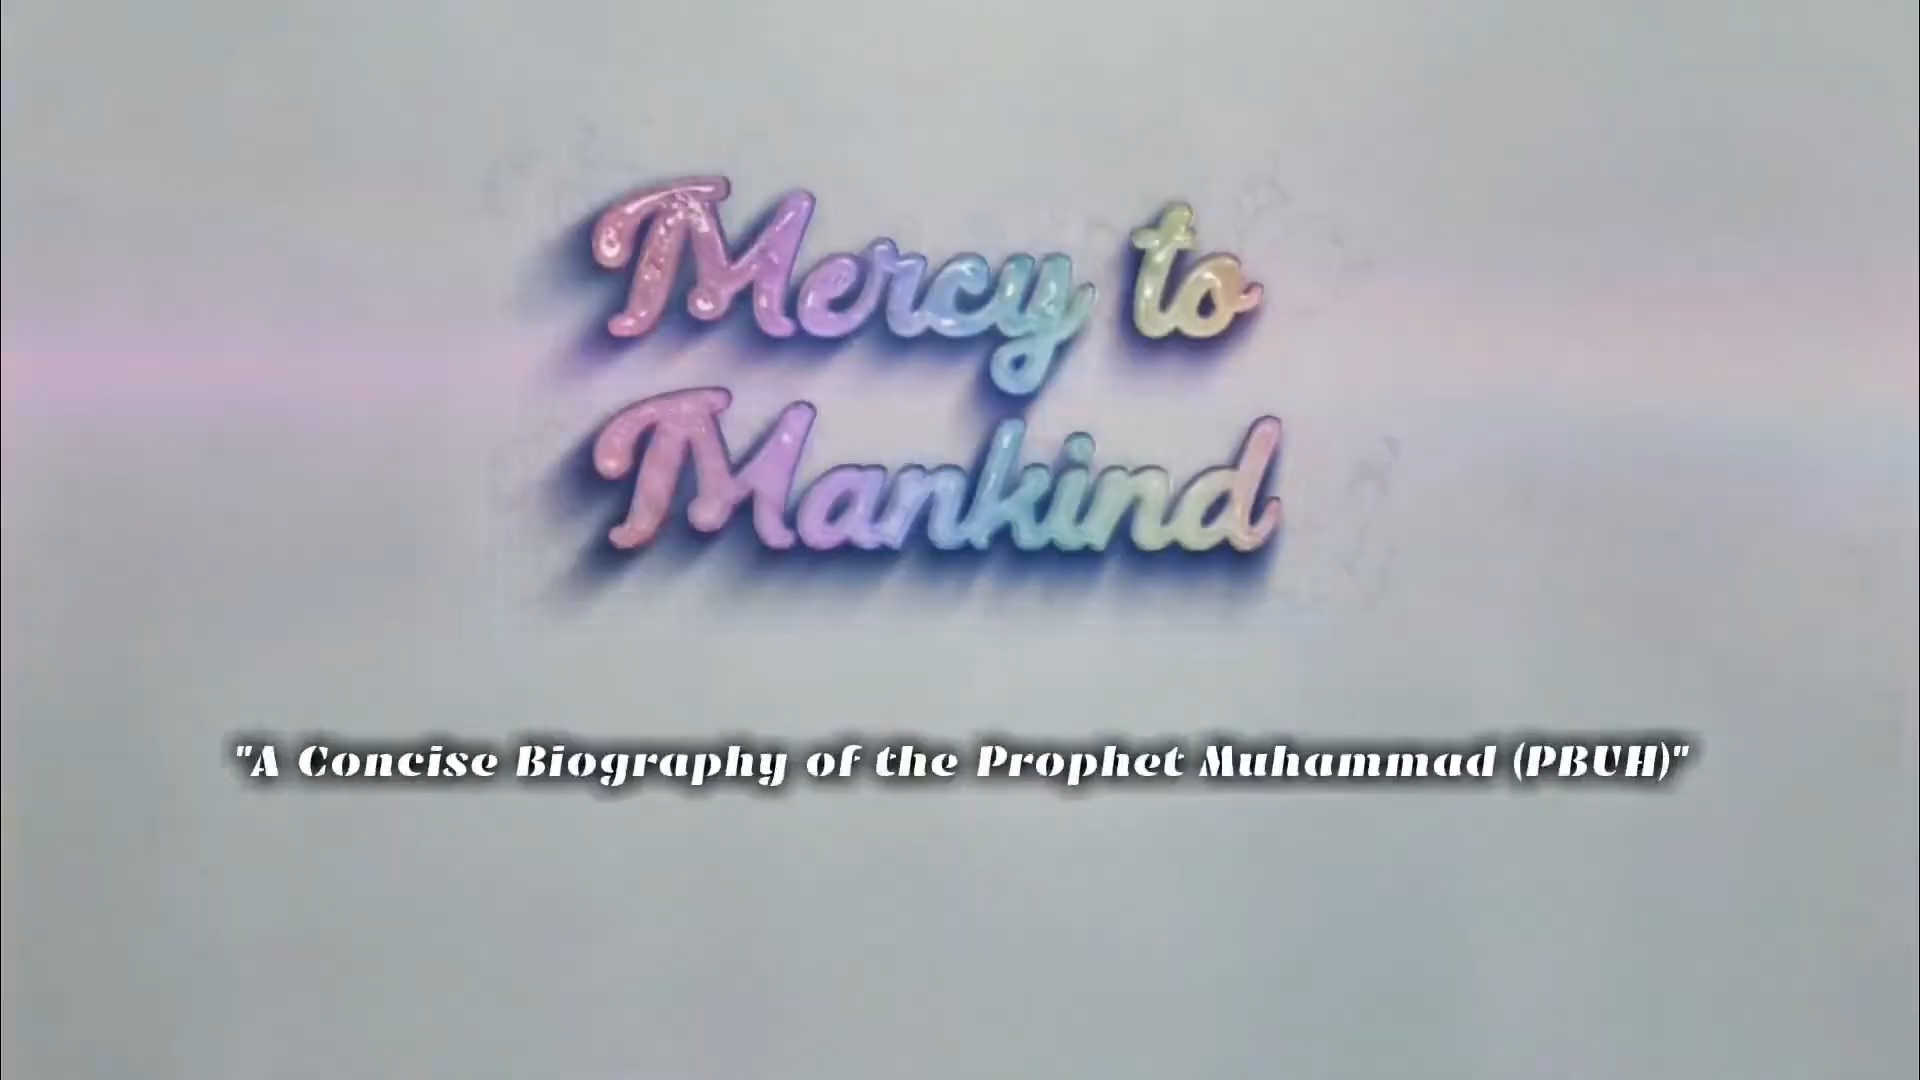 Mercy to
Mankind
"A Concise Biography of the Prophet Muhammad (PBUH)"